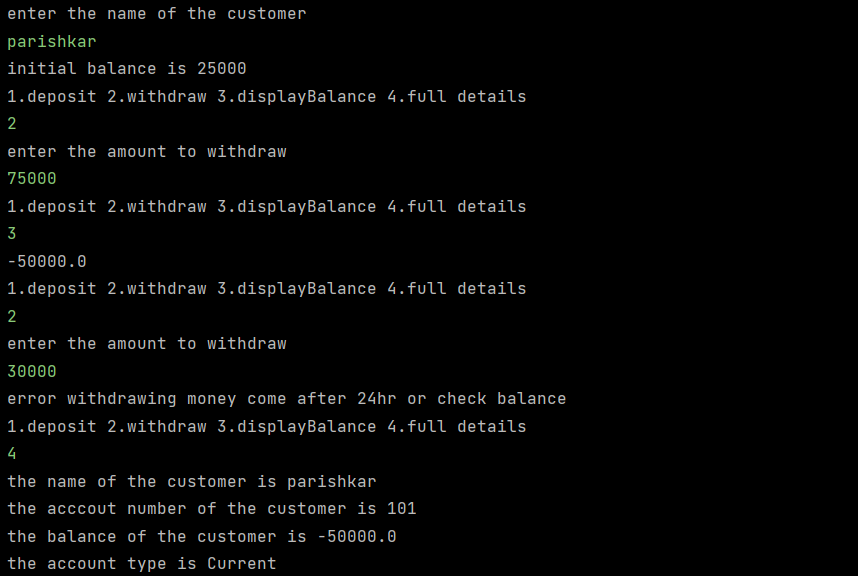 enter the name of the customer
parishkar
initial balance is 25000
1.deposit 2.withdraw 3.displayBalance 4.full details
2
enter the amount to withdraw
75000
1.deposit 2.withdraw 3.displayBalance 4.full details
3
-50000.0
1.deposit 2.withdraw 3.displayBalance 4.full details
2
enter the amount to withdraw
30000
error withdrawing money come after 24hr or check balance
1.deposit 2.withdraw 3.displayBalance 4.full details
4
the name of the customer is parishkar
the acccout number of the customer is 101
the balance of the customer is -50000.0
the account type is Current